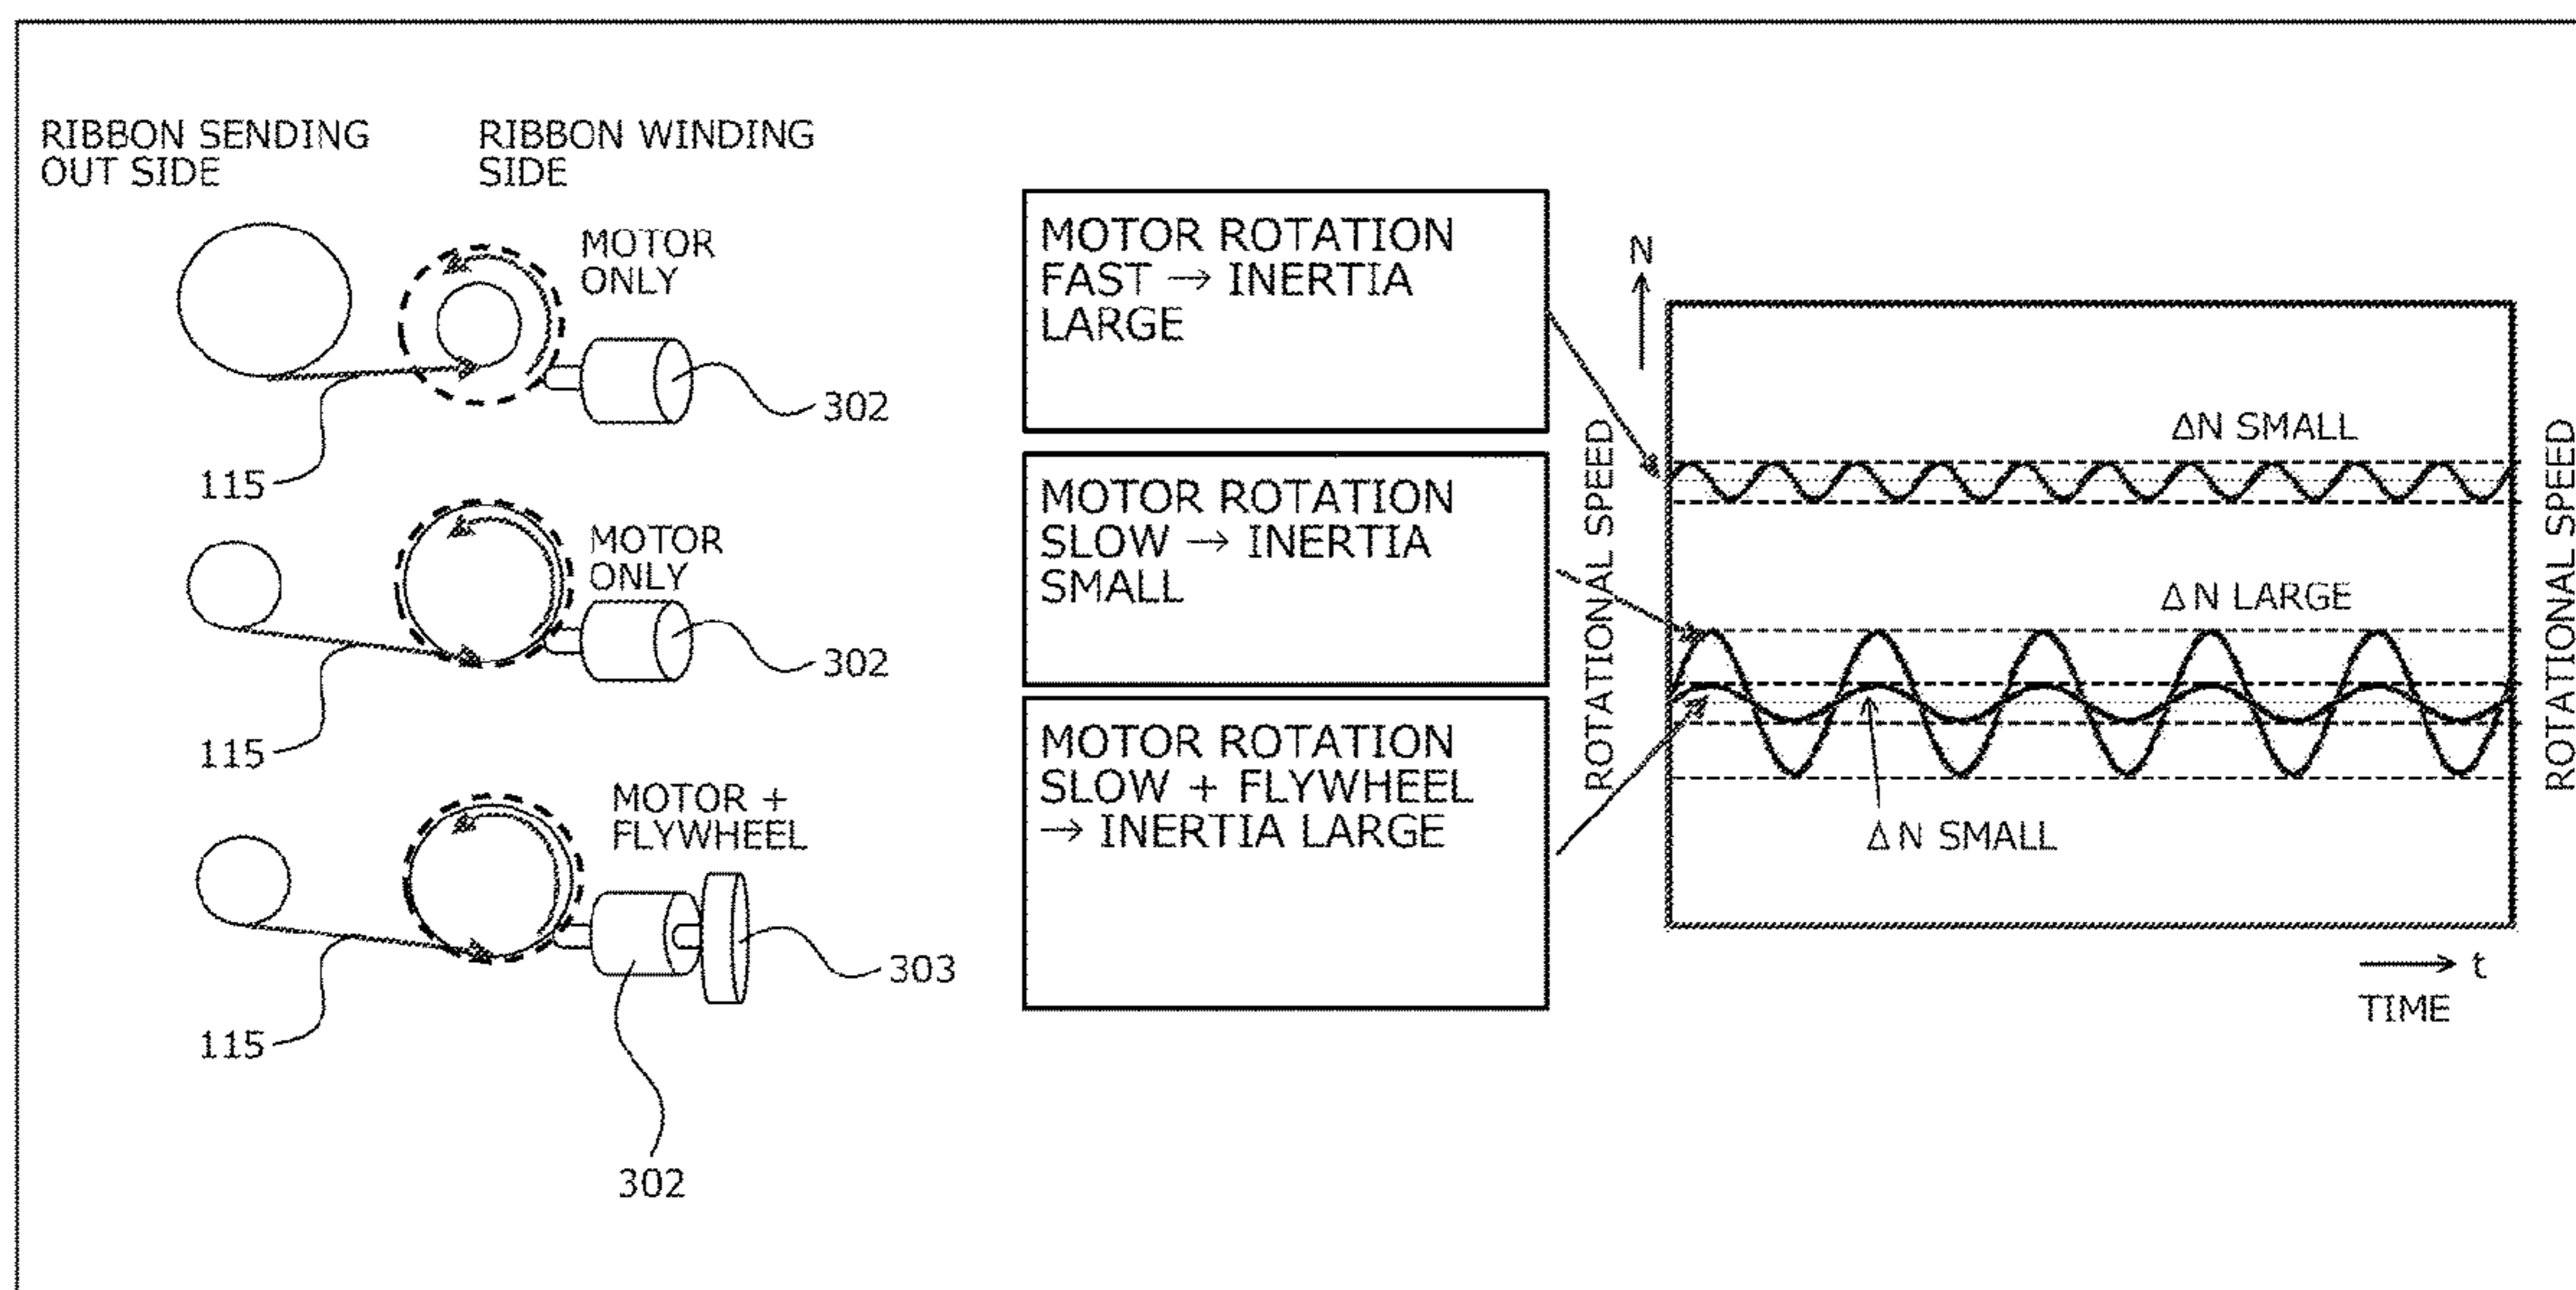 RIBBON SENDING
OUT SIDE
RIBBON WINDING
SIDE
MOTOR
ONLY
302
115
MOTOR
ONLY
302
115
MOTOR +
FLYWHEEL
303
115
302
MOTOR ROTATION
FAST → INERTIA
LARGE
MOTOR ROTATION
SLOW → INERTIA
SMALL
MOTOR ROTATION
SLOW + FLYWHEEL
→ INERTIA LARGE
N
ROTATIONAL SPEED
ΔN SMALL
ΔN LARGE
ΔN SMALL
t
TIME
ROTATIONAL SPEED